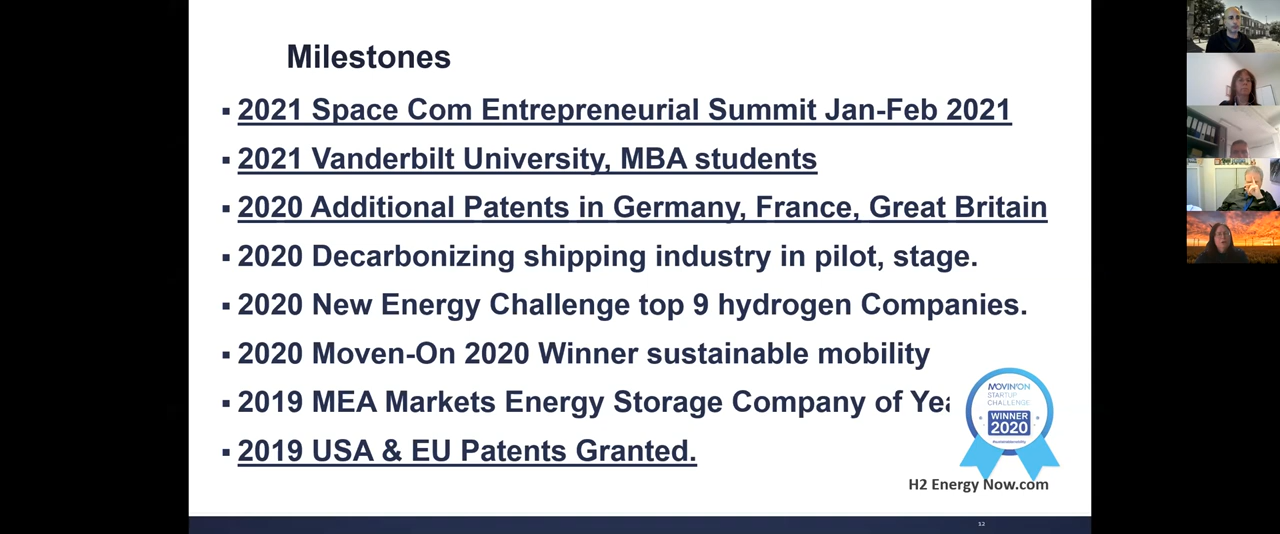 Milestones
▪ 2021 Space Com Entrepreneurial Summit Jan-Feb 2021
▪ 2021 Vanderbilt University, MBA students
▪ 2020 Additional Patents in Germany, France, Great Britain
▪ 2020 Decarbonizing shipping industry in pilot, stage.
▪ 2020 New Energy Challenge top 9 hydrogen Companies.
▪ 2020 Moven-On 2020 Winner sustainable mobility
▪ 2019 MEA Markets Energy Storage Company of Yea
▪ 2019 USA & EU Patents Granted.
MOVIN'ON
STARTUP
CHALLENGE
WINNER
2020
H2 Energy Now.com
12